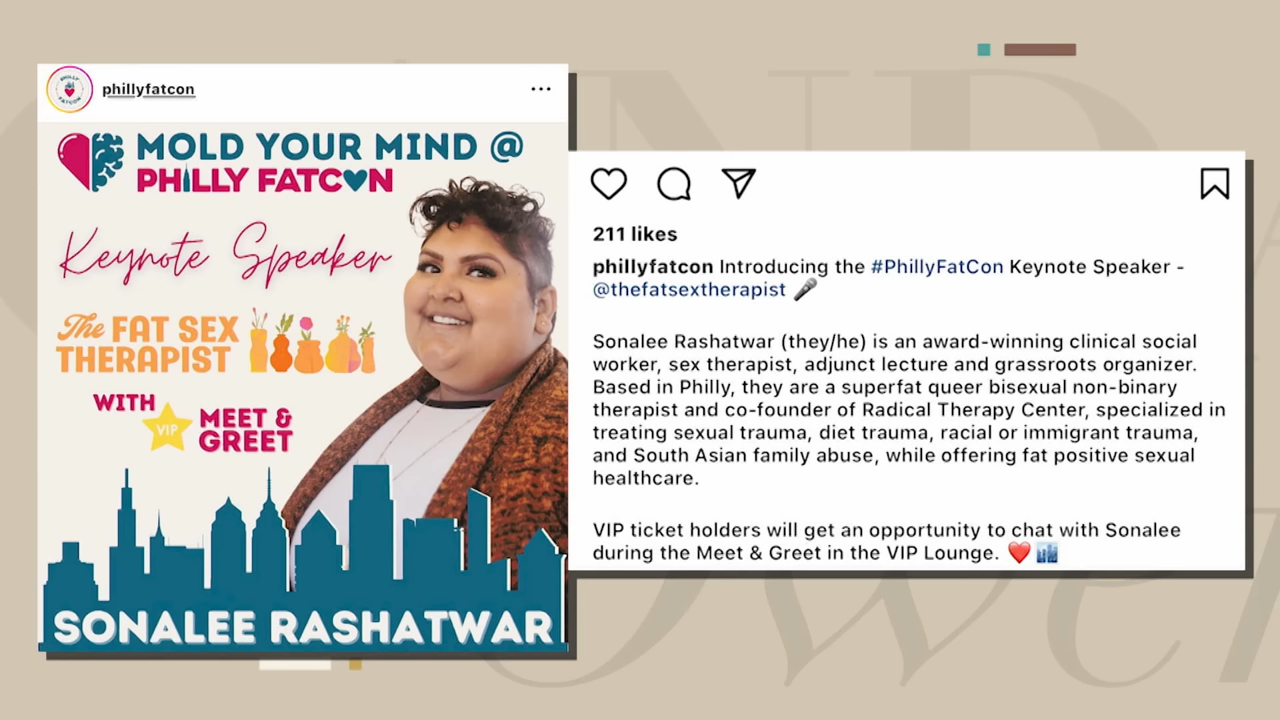 phillyfatcon
MOLD YOUR MIND @
PHILLY FATCON
Keynote Speaker
The FAT SEX
THERAPIST
WITH
VIP
MEET &
GREET
SONALEE RASHATWAR
211 likes
phillyfatcon Introducing the #PhillyFatCon Keynote Speaker -
@thefatsextherapist 🎤
Sonalee Rashatwar (they/he) is an award-winning clinical social
worker, sex therapist, adjunct lecture and grassroots organizer.
Based in Philly, they are a superfat queer bisexual non-binary
therapist and co-founder of Radical Therapy Center, specialized in
treating sexual trauma, diet trauma, racial or immigrant trauma,
and South Asian family abuse, while offering fat positive sexual
healthcare.
VIP ticket holders will get an opportunity to chat with Sonalee
during the Meet & Greet in the VIP Lounge. ❤️ 🏙️